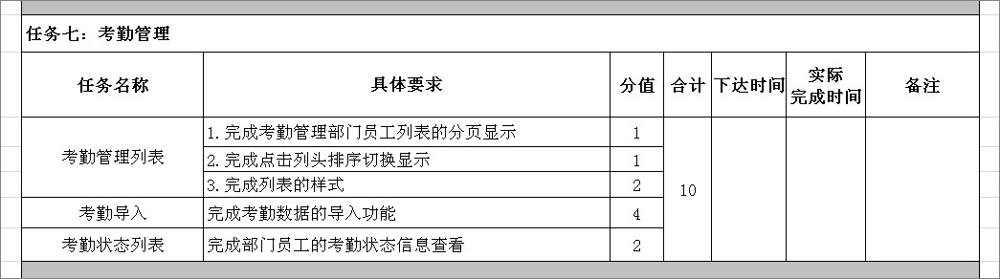 任务七：考勤管理
任务名称 具体要求 分值 合计 下达时间 实际完成时间 备注
考勤管理列表 1.完成考勤管理部门员工列表的分页显示 1
2.完成点击列头排序切换显示 1
3.完成列表的样式 2
10
考勤导入 完成考勤数据的导入功能 4
考勤状态列表 完成部门员工的考勤状态信息查看 2